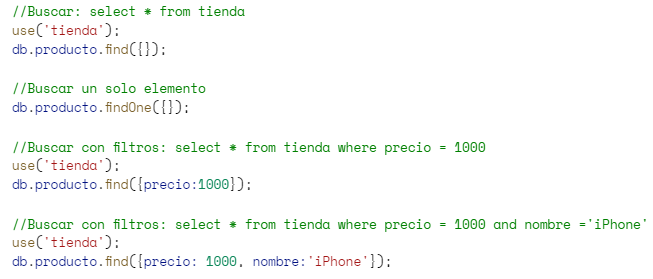 //Buscar: select * from tienda
use('tienda');
db.producto.find({});
//Buscar un solo elemento
db.producto.findOne({});
//Buscar con filtros: select * from tienda where precio = 1000
use('tienda');
db.producto.find({precio:1000});
//Buscar con filtros: select * from tienda where precio = 1000 and nombre ='iPhone'
use('tienda');
db.producto.find({precio: 1000, nombre:'iPhone'});